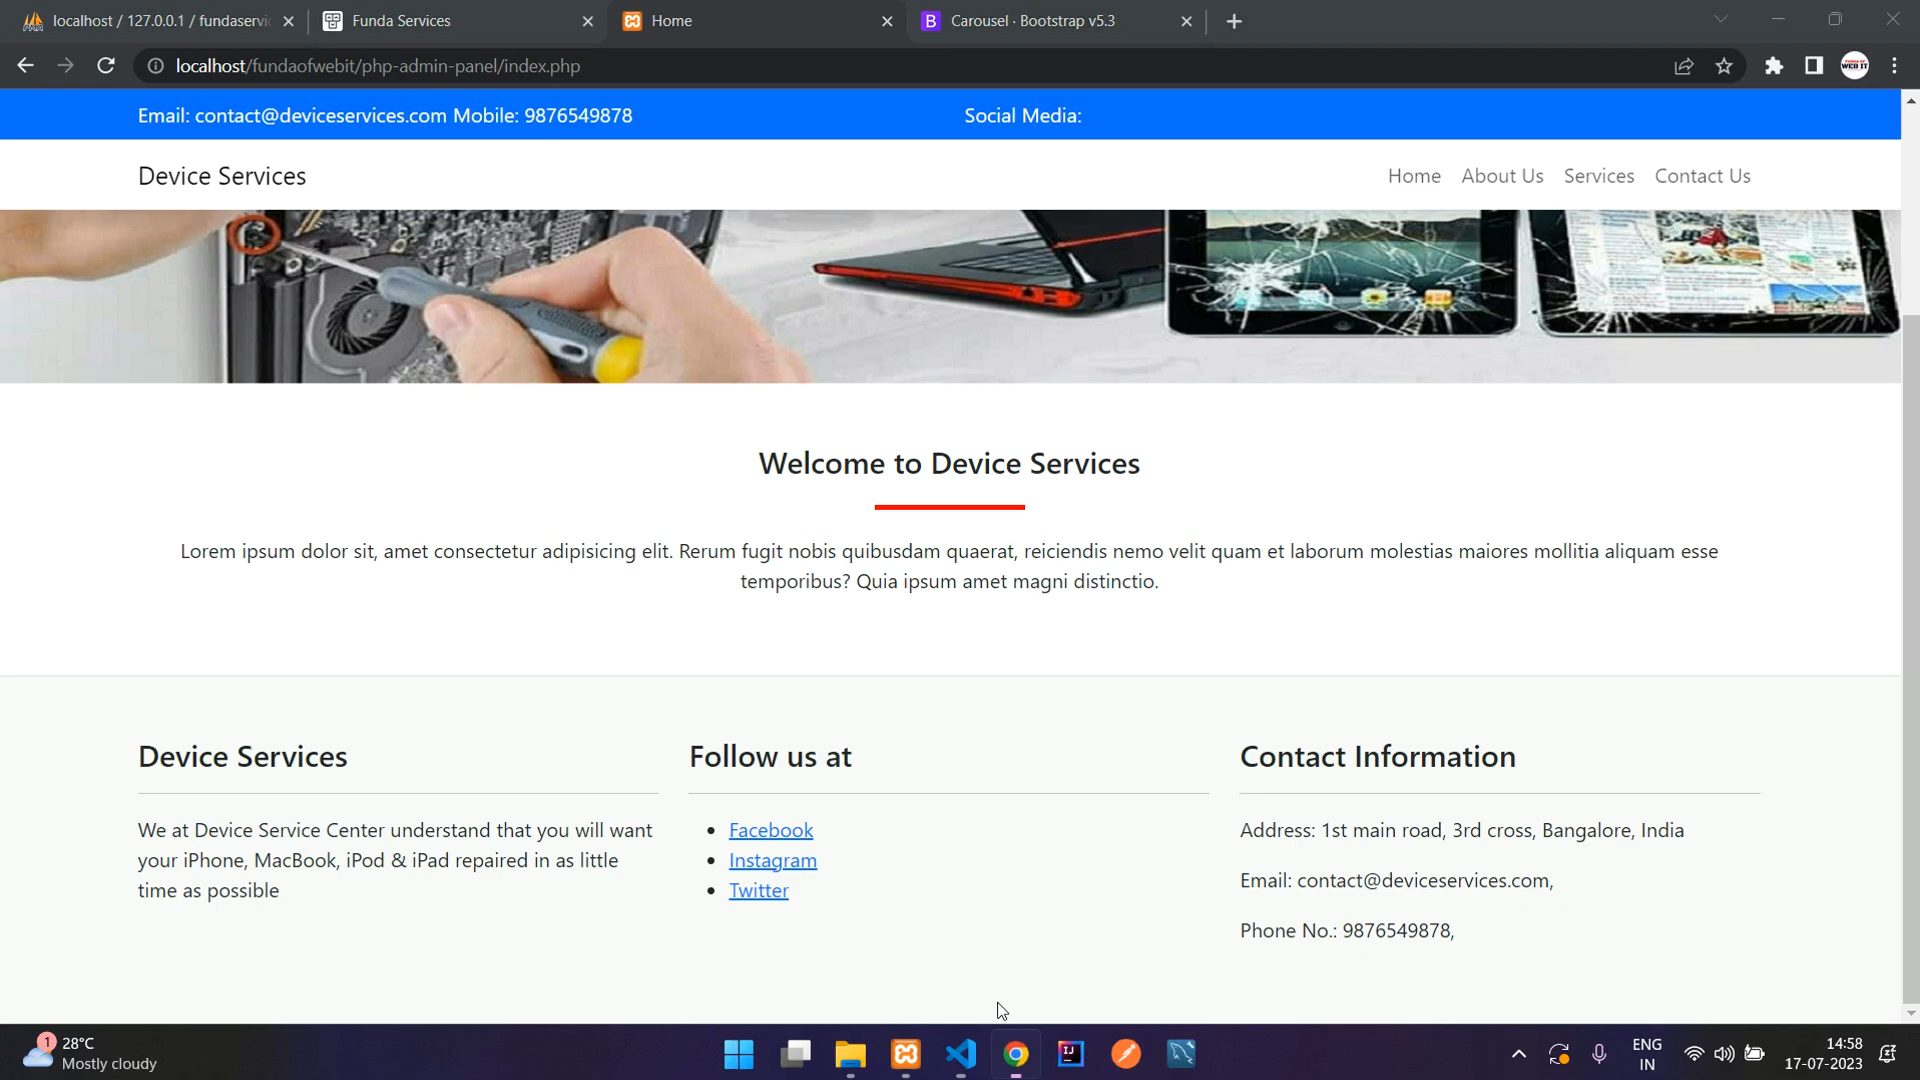 localhost / 127.0.0.1 / fundaservic
Funda Services
Home
Carousel · Bootstrap v5.3
localhost/fundaofwebit/php-admin-panel/index.php
Email: contact@deviceservices.com Mobile: 9876549878
Social Media:
Device Services
Home
About Us
Services
Contact Us
Welcome to Device Services
Lorem ipsum dolor sit, amet consectetur adipisicing elit. Rerum fugit nobis quibusdam quaerat, reiciendis nemo velit quam et laborum molestias maiores mollitia aliquam esse
temporibus? Quia ipsum amet magni distinctio.
Device Services
We at Device Service Center understand that you will want
your iPhone, MacBook, iPod & iPad repaired in as little
time as possible
Follow us at
Facebook
Instagram
Twitter
Contact Information
Address: 1st main road, 3rd cross, Bangalore, India
Email: contact@deviceservices.com,
Phone No.: 9876549878,
1
28°C
Mostly cloudy
ENG
IN
14:58
17-07-2023